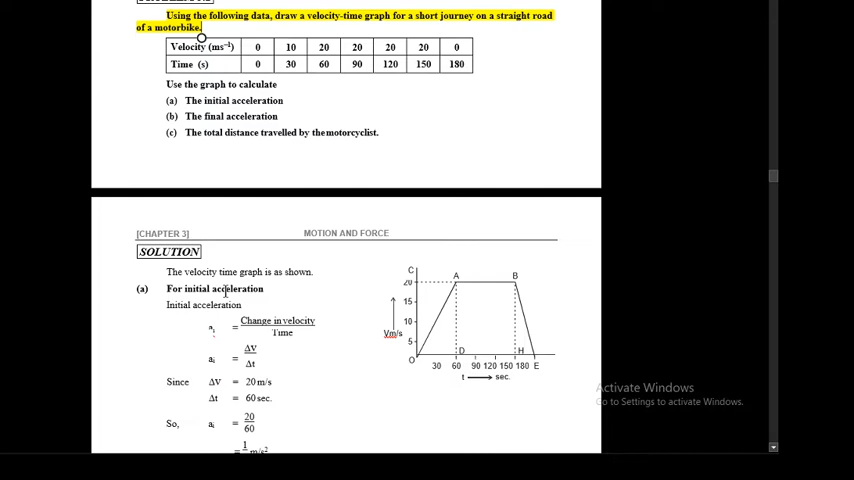 Using the following data, draw a velocity-time graph for a short journey on a straight road
of a motorbike.
Velocity (ms⁻¹) 0 10 20 20 20 20 0
Time (s) 0 30 60 90 120 150 180
Use the graph to calculate
(a) The initial acceleration
(b) The final acceleration
(c) The total distance travelled by themotorcyclist.
[CHAPTER 3] MOTION AND FORCE
SOLUTION
The velocity time graph is as shown.
(a) For initial acceleration
Initial acceleration
aᵢ = Change in velocity / Time
aᵢ = ΔV / Δt
Since ΔV = 20 m/s
Δt = 60 sec.
So, aᵢ = 20 / 60
= 1 m/s²
C
20
15
10
5
Vm/s
O
A B
D H
30 60 90 120 150 180 E
t sec.
Activate Windows
Go to Settings to activate Windows.